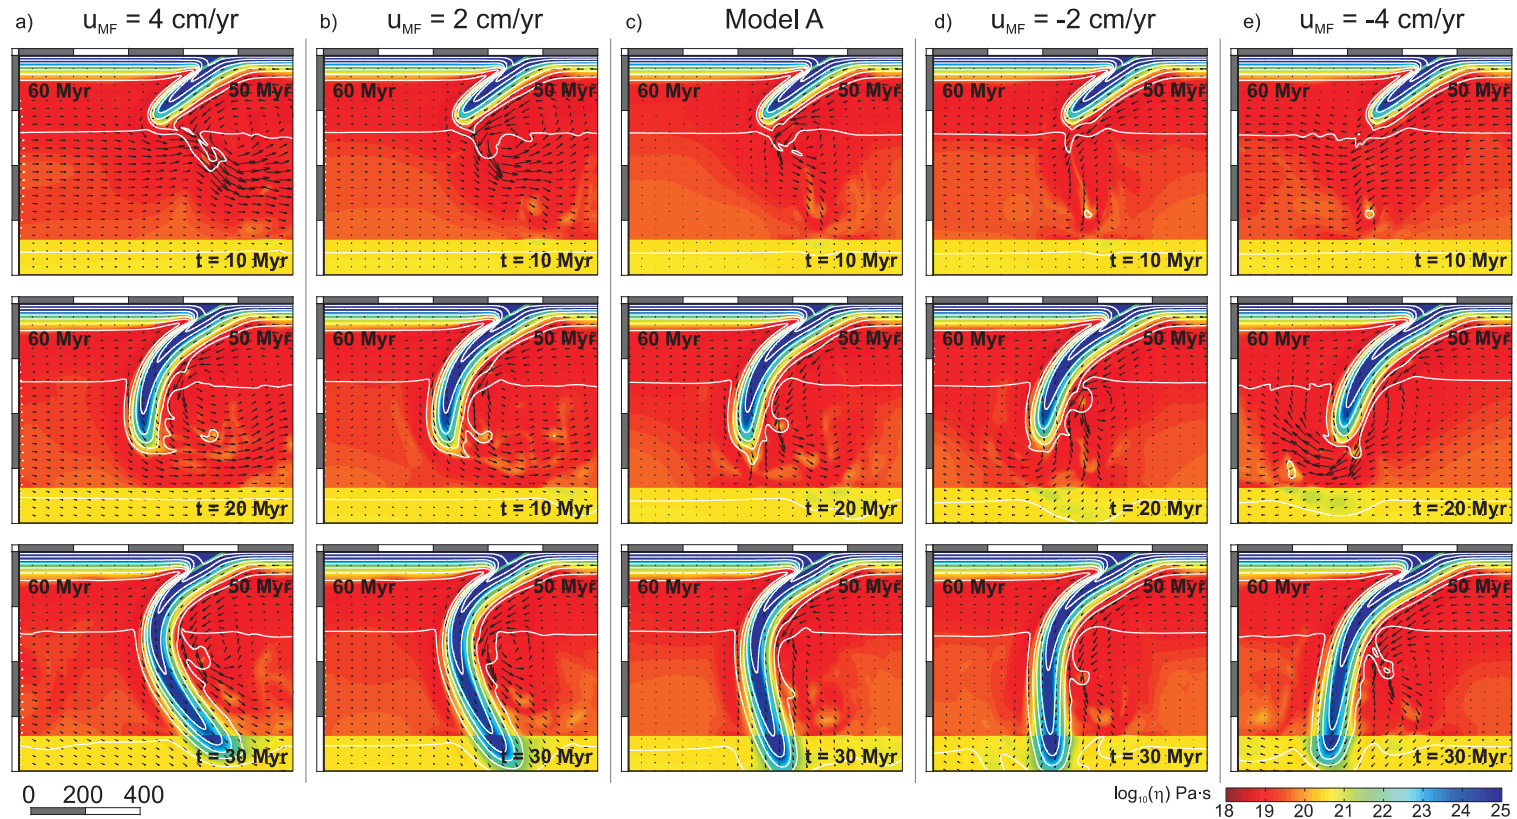 a) u_MF = 4 cm/yr b) u_MF = 2 cm/yr c) Model A d) u_MF = -2 cm/yr e) u_MF = -4 cm/yr
60 Myr 50 Myr 60 Myr 50 Myr 60 Myr 50 Myr 60 Myr 50 Myr 60 Myr 50 Myr
t = 10 Myr t = 10 Myr t = 10 Myr t = 10 Myr t = 10 Myr
60 Myr 50 Myr 60 Myr 50 Myr 60 Myr 50 Myr 60 Myr 50 Myr 60 Myr 50 Myr
t = 20 Myr t = 10 Myr t = 20 Myr t = 20 Myr t = 20 Myr
60 Myr 50 Myr 60 Myr 50 Myr 60 Myr 50 Myr 60 Myr 50 Myr 60 Myr 50 Myr
t = 30 Myr t = 30 Myr t = 30 Myr t = 30 Myr t = 30 Myr
0 200 400 log₁₀(η) Pa·s
18 19 20 21 22 23 24 25